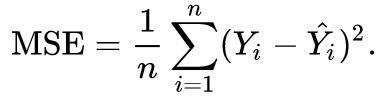 MSE = \frac{1}{n} \sum_{i=1}^{n} (Y_i - \hat{Y}_i)^2.